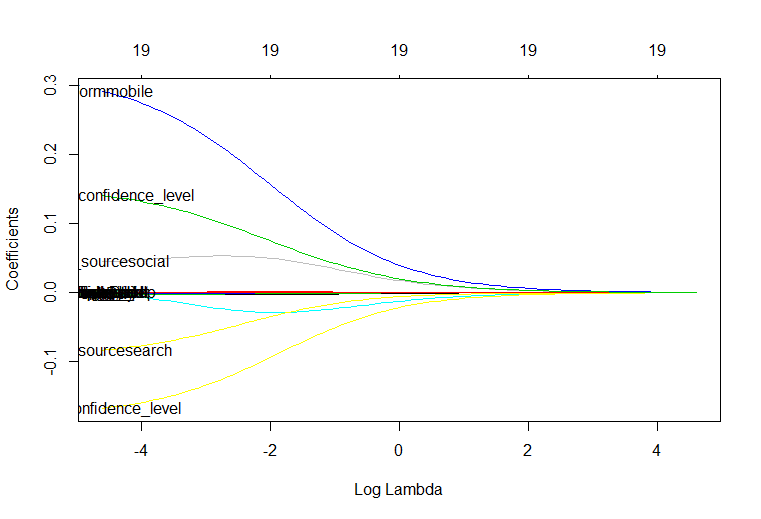 19 19 19 19 19
0.3
ormmobile
0.2
confidence_level
0.1
_sourcesocial
0.0
sourcesearch
-0.1
onfidence_level
-4 -2 0 2 4
Coefficients
Log Lambda